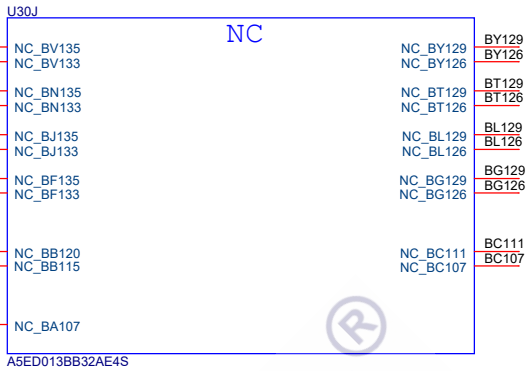 U30J
NC
NC_BV135 NC_BY129 BY129
NC_BV133 NC_BY126 BY126
NC_BN135 NC_BT129 BT129
NC_BN133 NC_BT126 BT126
NC_BJ135 NC_BL129 BL129
NC_BJ133 NC_BL126 BL126
NC_BF135 NC_BG129 BG129
NC_BF133 NC_BG126 BG126
NC_BB120 NC_BC111 BC111
NC_BB115 NC_BC107 BC107
NC_BA107
®
A5ED013BB32AE4S